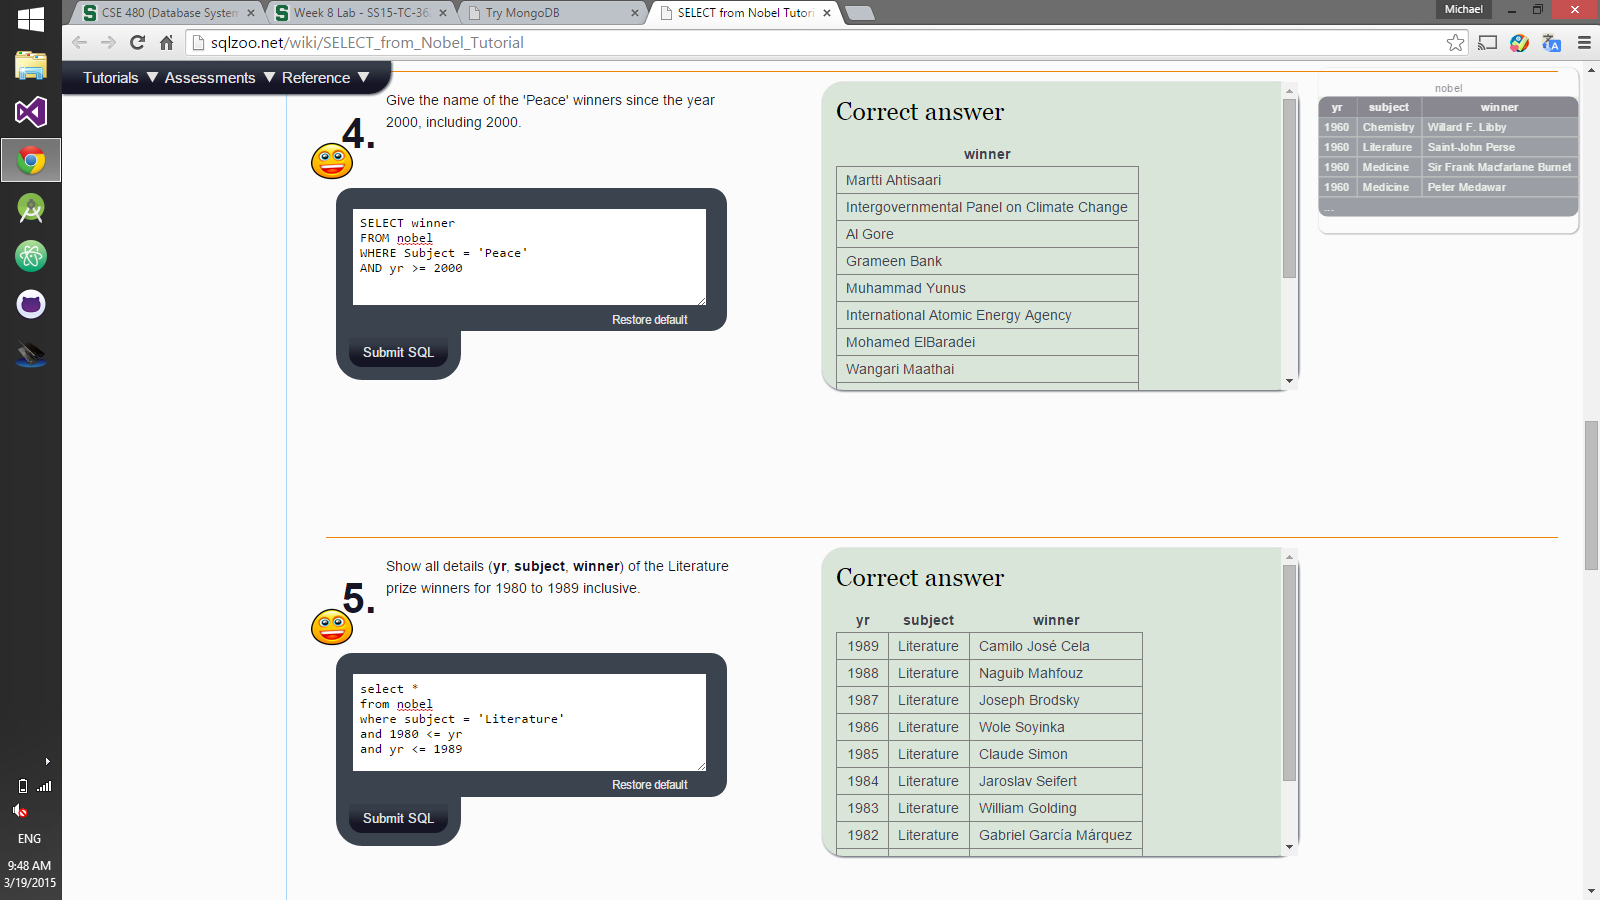 CSE 480 (Database System
Week 8 Lab - SS15-TC-36
Try MongoDB
SELECT from Nobel Tutori
Michael
sqlzoo.net/wiki/SELECT_from_Nobel_Tutorial
Tutorials ▼ Assessments ▼ Reference ▼
4.
Give the name of the 'Peace' winners since the year
2000, including 2000.
SELECT winner
FROM nobel
WHERE Subject = 'Peace'
AND yr >= 2000
Restore default
Submit SQL
Correct answer
winner
Martti Ahtisaari
Intergovernmental Panel on Climate Change
Al Gore
Grameen Bank
Muhammad Yunus
International Atomic Energy Agency
Mohamed ElBaradei
Wangari Maathai
nobel
yr subject winner
1960 Chemistry Willard F. Libby
1960 Literature Saint-John Perse
1960 Medicine Sir Frank Macfarlane Burnet
1960 Medicine Peter Medawar
...
5.
Show all details (yr, subject, winner) of the Literature
prize winners for 1980 to 1989 inclusive.
select *
from nobel
where subject = 'Literature'
and 1980 <= yr
and yr <= 1989
Restore default
Submit SQL
Correct answer
yr subject winner
1989 Literature Camilo José Cela
1988 Literature Naguib Mahfouz
1987 Literature Joseph Brodsky
1986 Literature Wole Soyinka
1985 Literature Claude Simon
1984 Literature Jaroslav Seifert
1983 Literature William Golding
1982 Literature Gabriel García Márquez
ENG
9:48 AM
3/19/2015